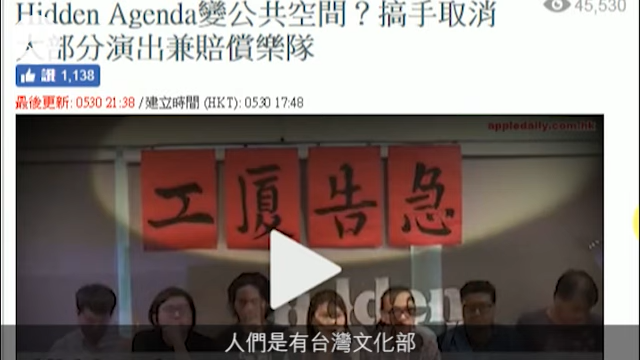 Hidden Agenda變公共空間？搞手取消
大部分演出兼賠償樂隊
45,530
讚 1,138
最後更新: 0530 21:38 / 建立時間 (HKT): 0530 17:48
appledaily.com.hk
工廈告急
Hidden
人們是有台灣文化部